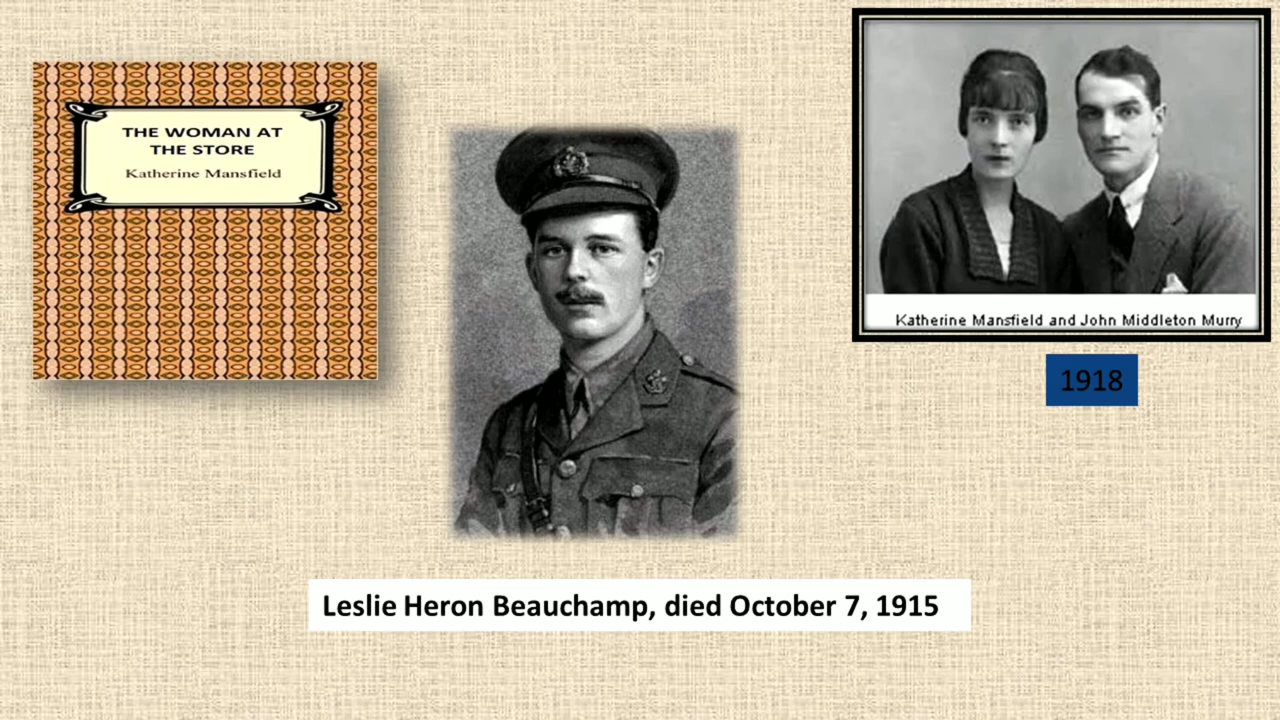 THE WOMAN AT
THE STORE
Katherine Mansfield
Katherine Mansfield and John Middleton Murry
1918
Leslie Heron Beauchamp, died October 7, 1915